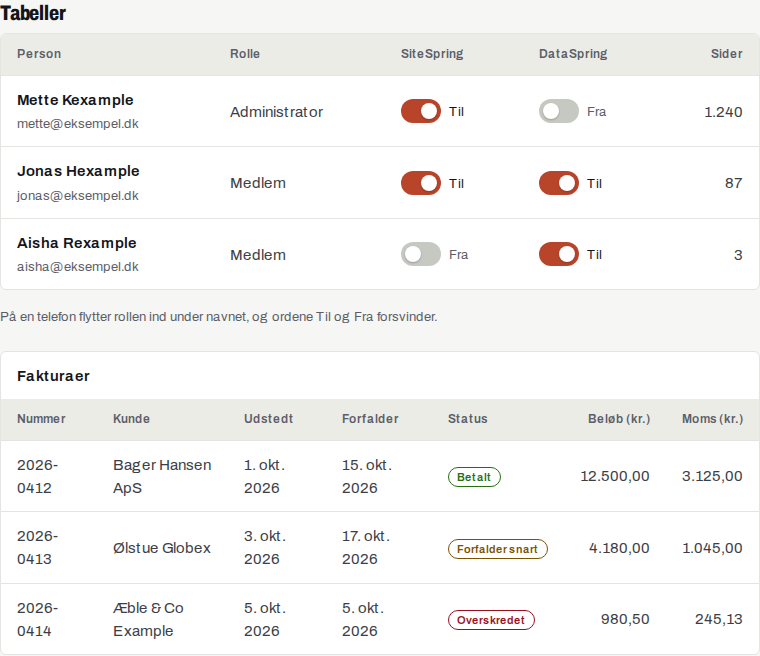 Tabeller
Person Rolle SiteSpring DataSpring Sider
Mette Kexample
mette@eksempel.dk
Administrator Til Fra 1.240
Jonas Hexample
jonas@eksempel.dk
Medlem Til Til 87
Aisha Rexample
aisha@eksempel.dk
Medlem Fra Til 3
På en telefon flytter rollen ind under navnet, og ordene Til og Fra forsvinder.
Fakturaer
Nummer Kunde Udstedt Forfalder Status Beløb (kr.) Moms (kr.)
2026-0412 Bager Hansen ApS 1. okt. 2026 15. okt. 2026 Betalt 12.500,00 3.125,00
2026-0413 Ølstue Globex 3. okt. 2026 17. okt. 2026 Forfalder snart 4.180,00 1.045,00
2026-0414 Æble & Co Example 5. okt. 2026 5. okt. 2026 Overskredet 980,50 245,13